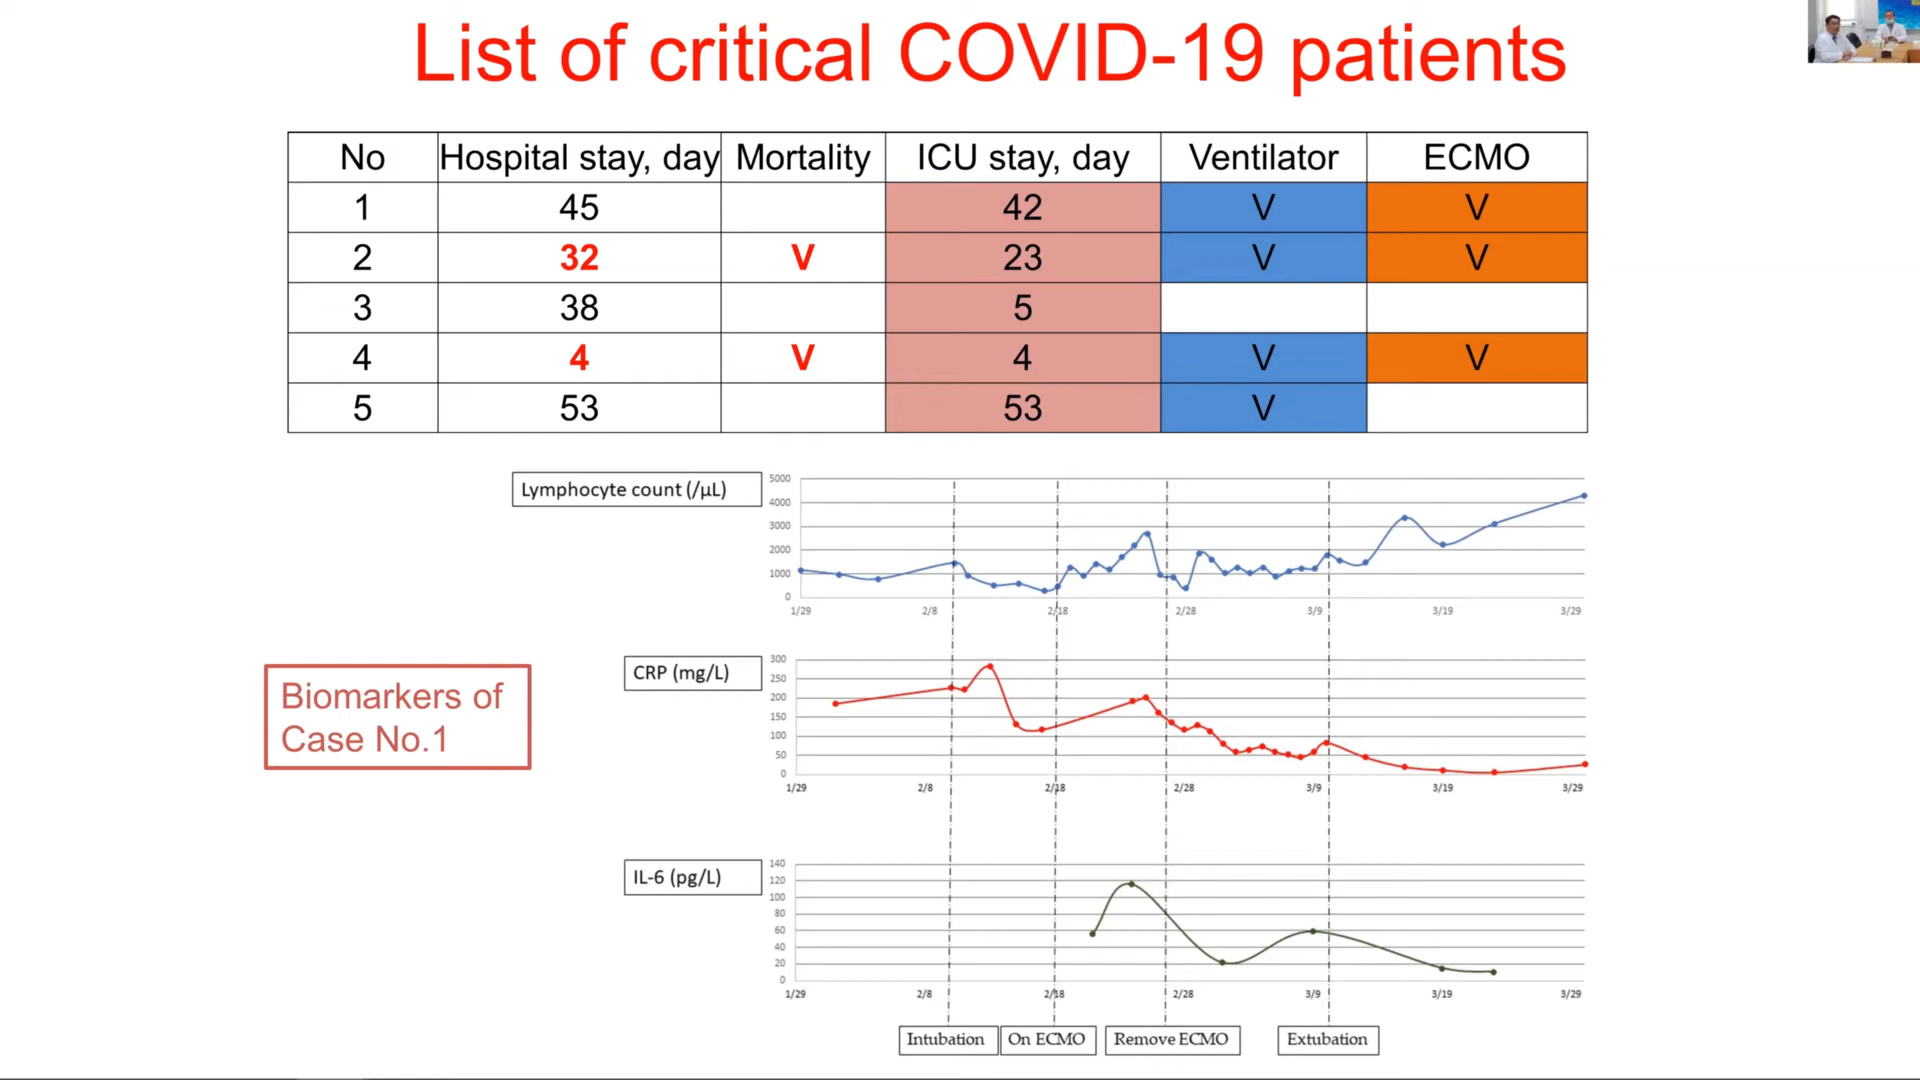 List of critical COVID-19 patients
No Hospital stay, day Mortality ICU stay, day Ventilator ECMO
1 45 42 V V
2 32 V 23 V V
3 38 5
4 4 V 4 V V
5 53 53 V
Biomarkers of
Case No.1
Lymphocyte count (/μL)
5000
4000
3000
2000
1000
0
1/29 2/8 2/18 2/28 3/9 3/19 3/29
CRP (mg/L)
300
250
200
150
100
50
0
1/29 2/8 2/18 2/28 3/9 3/19 3/29
IL-6 (pg/L)
140
120
100
80
60
40
20
0
1/29 2/8 2/18 2/28 3/9 3/19 3/29
Intubation On ECMO Remove ECMO Extubation